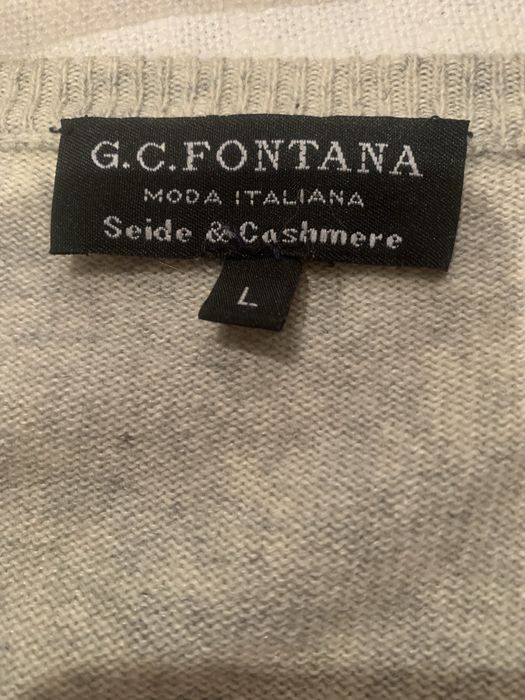 G.C.FONTANA
MODA ITALIANA
Seide & Cashmere
L